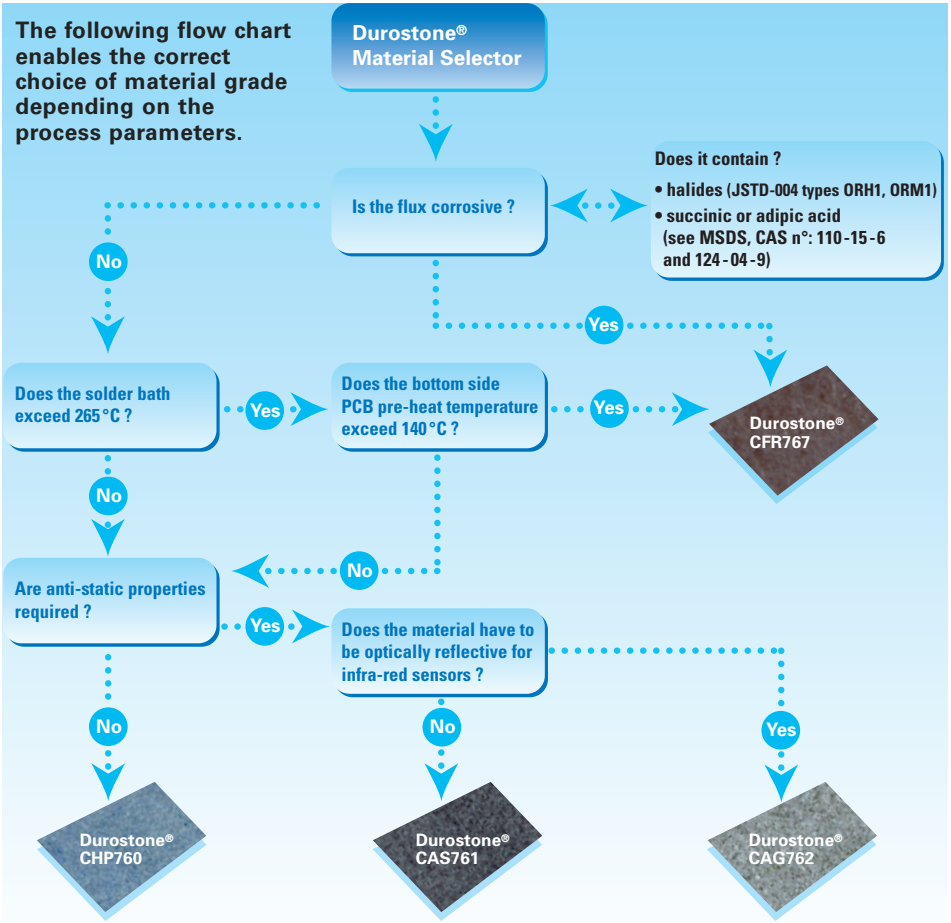 The following flow chart
enables the correct
choice of material grade
depending on the
process parameters.
Durostone®
Material Selector
Is the flux corrosive ?
Does it contain ?
• halides (JSTD-004 types ORH1, ORM1)
• succinic or adipic acid
(see MSDS, CAS n°: 110-15-6
and 124-04-9)
No
Yes
Does the solder bath
exceed 265°C ?
Yes
Does the bottom side
PCB pre-heat temperature
exceed 140°C ?
Yes
Durostone®
CFR767
No
No
Are anti-static properties
required ?
Yes
Does the material have to
be optically reflective for
infra-red sensors ?
No
No
Yes
Durostone®
CHP760
Durostone®
CAS761
Durostone®
CAG762